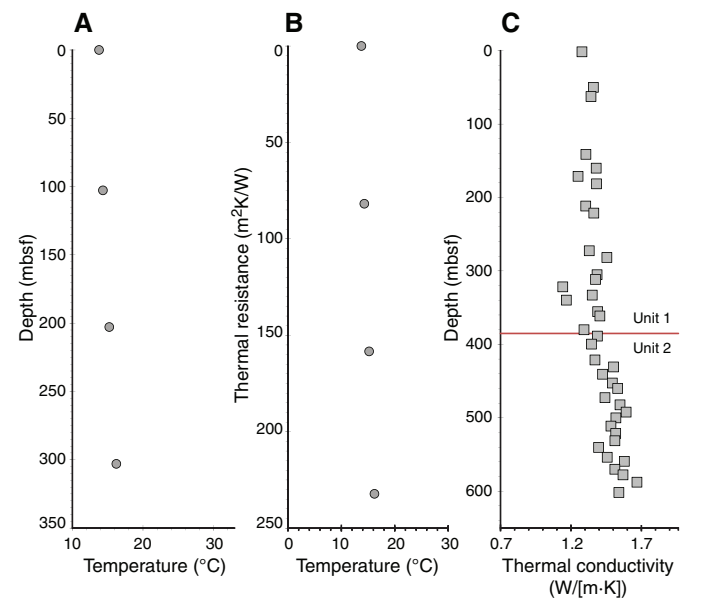 A
B
C
0
50
100
150
200
250
300
350
Depth (mbsf)
10
20
30
Temperature (°C)
0
50
100
150
200
250
Thermal resistance (m²K/W)
0
10
20
30
Temperature (°C)
0
100
200
300
400
500
600
Depth (mbsf)
Unit 1
Unit 2
0.7
1.2
1.7
Thermal conductivity
(W/[m·K])